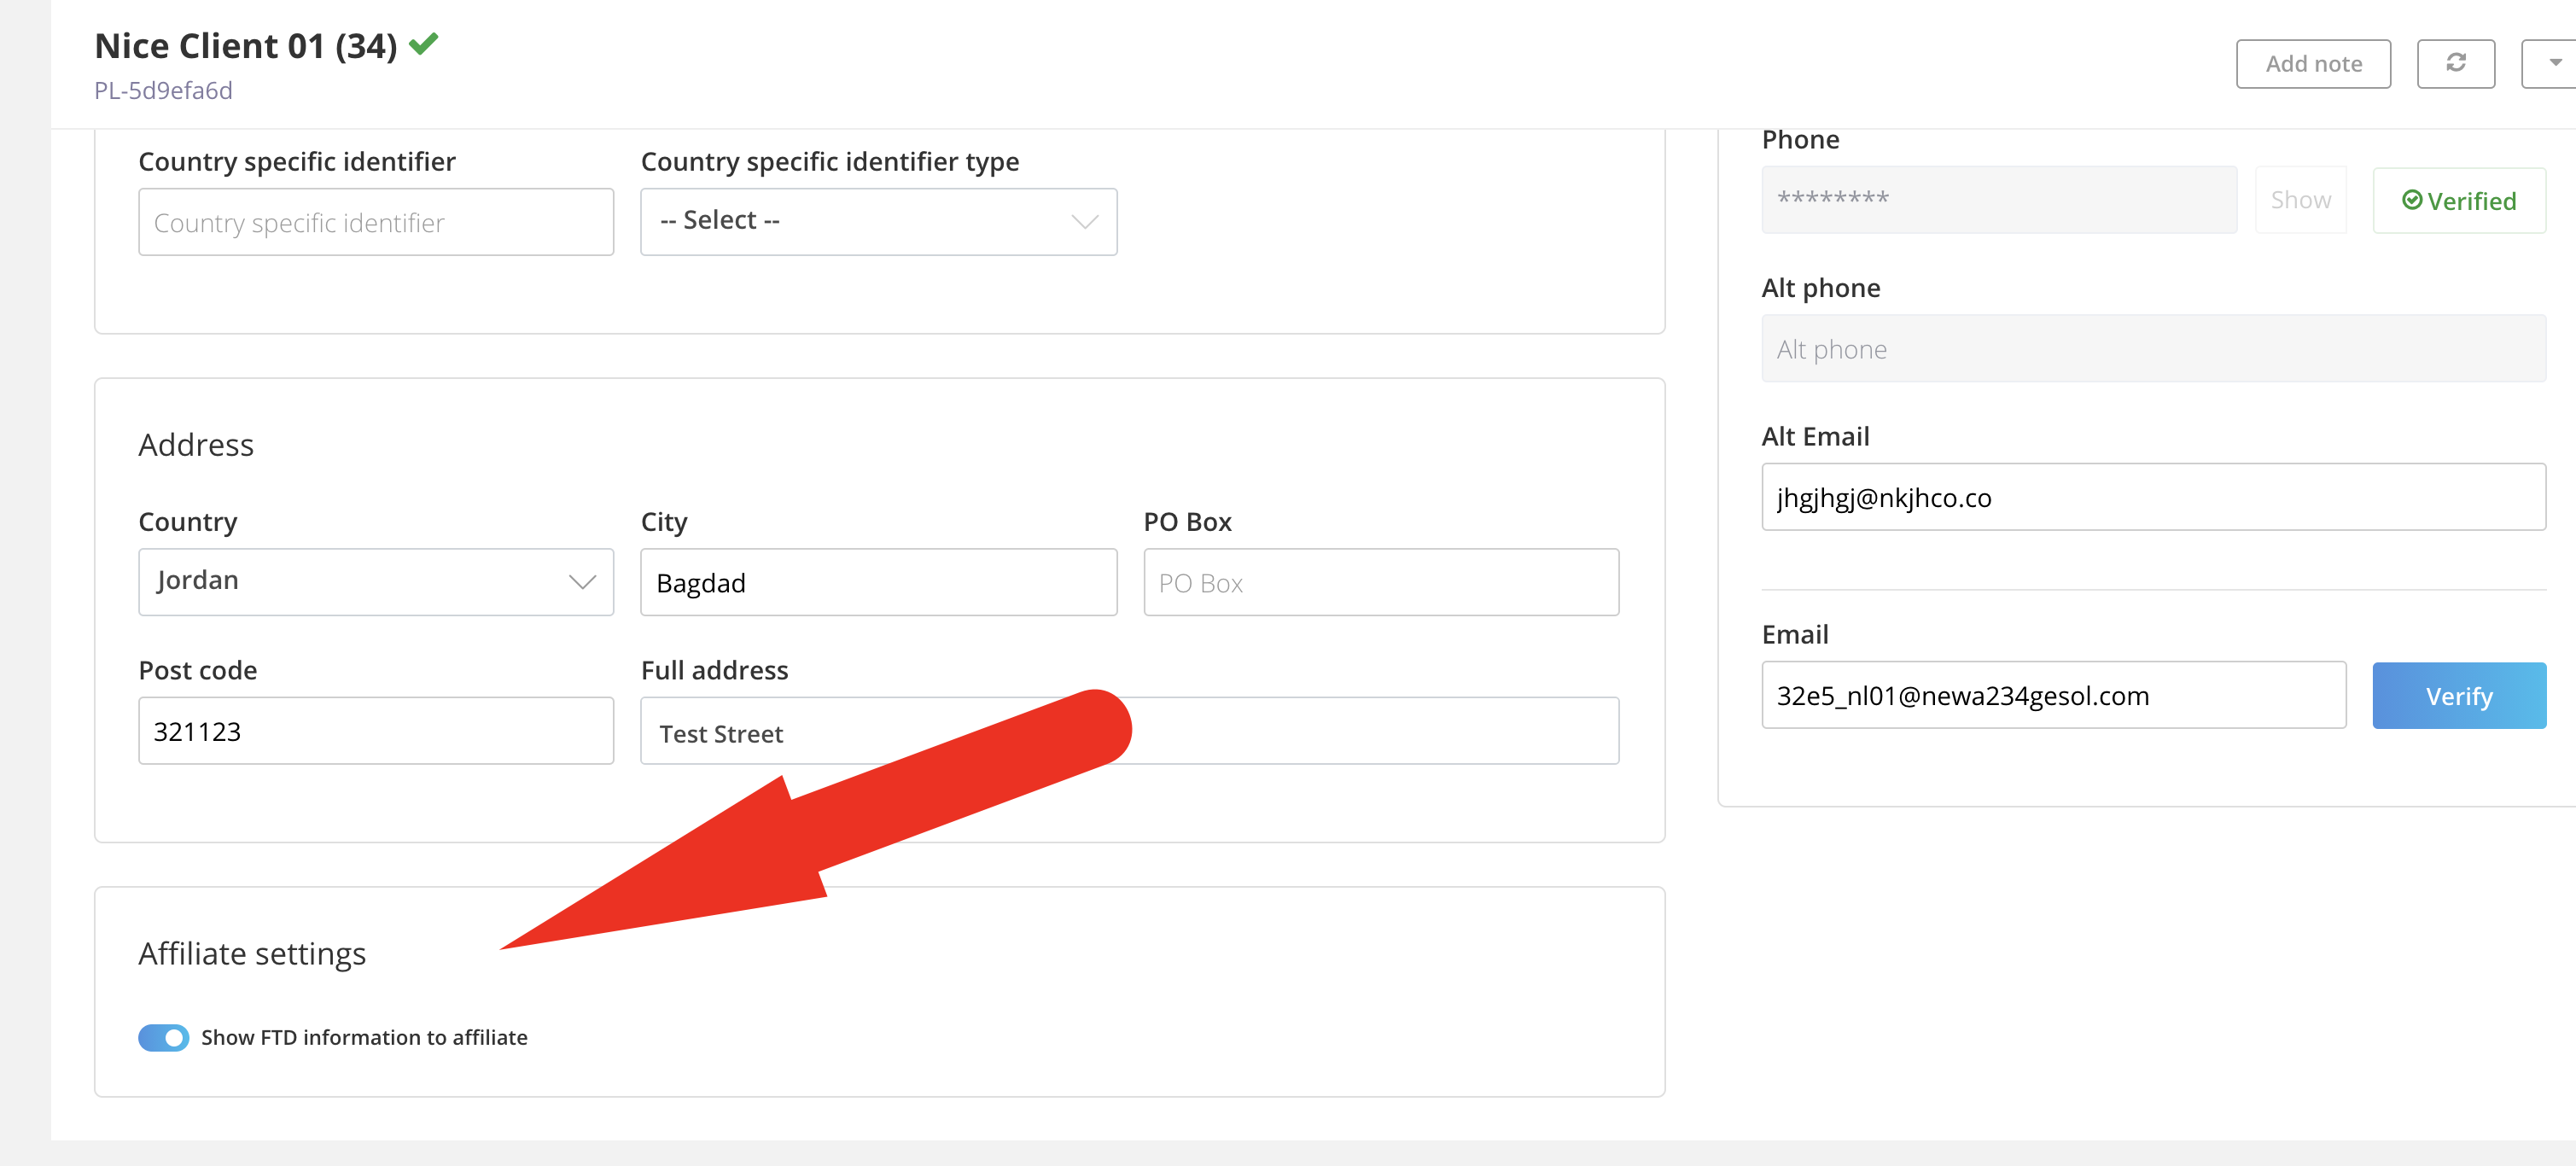 Nice Client 01 (34)
PL-5d9efa6d
Add note
Country specific identifier
Country specific identifier type
Country specific identifier
-- Select --
Address
Country
City
PO Box
Jordan
Bagdad
PO Box
Post code
Full address
321123
Test Street
Affiliate settings
Show FTD information to affiliate
Phone
********
Show
Verified
Alt phone
Alt phone
Alt Email
jhgjhgj@nkjhco.co
Email
32e5_nl01@newa234gesol.com
Verify